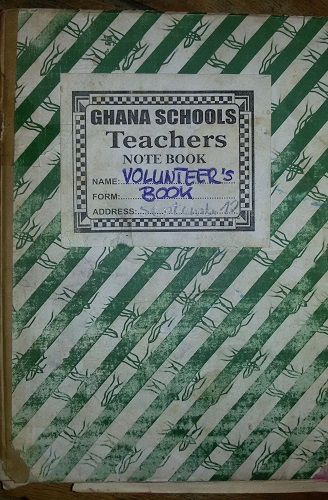 GHANA SCHOOLS
Teachers
NOTE BOOK
NAME: VOLUNTEER'S
FORM: BOOK
ADDRESS: